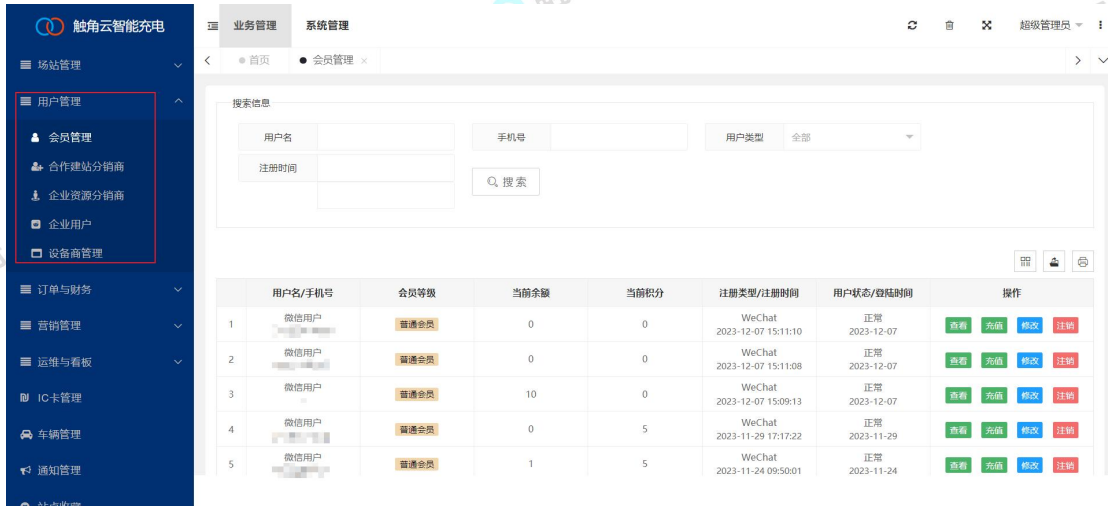 触角云智能充电
业务管理 系统管理
超级管理员
场站管理
首页 会员管理 ×
用户管理
会员管理
合作建站分销商
企业资源分销商
企业用户
设备商管理
订单与财务
营销管理
运维与看板
IC卡管理
车辆管理
通知管理
搜索信息
用户名 手机号 用户类型 全部
注册时间 搜索
用户名/手机号 会员等级 当前余额 当前积分 注册类型/注册时间 用户状态/登陆时间 操作
1 微信用户 普通会员 0 0 WeChat 2023-12-07 15:11:10 正常 2023-12-07 查看 充值 修改 注销
2 微信用户 普通会员 0 0 WeChat 2023-12-07 15:11:08 正常 2023-12-07 查看 充值 修改 注销
3 微信用户 普通会员 10 0 WeChat 2023-12-07 15:09:13 正常 2023-12-07 查看 充值 修改 注销
4 微信用户 普通会员 0 5 WeChat 2023-11-29 17:17:22 正常 2023-11-29 查看 充值 修改 注销
5 微信用户 普通会员 1 5 WeChat 2023-11-24 09:50:01 正常 2023-11-24 查看 充值 修改 注销